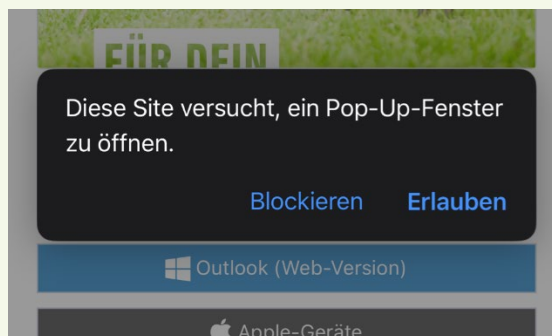 FÜR DEIN
Diese Site versucht, ein Pop-Up-Fenster
zu öffnen.
Blockieren Erlauben
Outlook (Web-Version)
Apple-Geräte